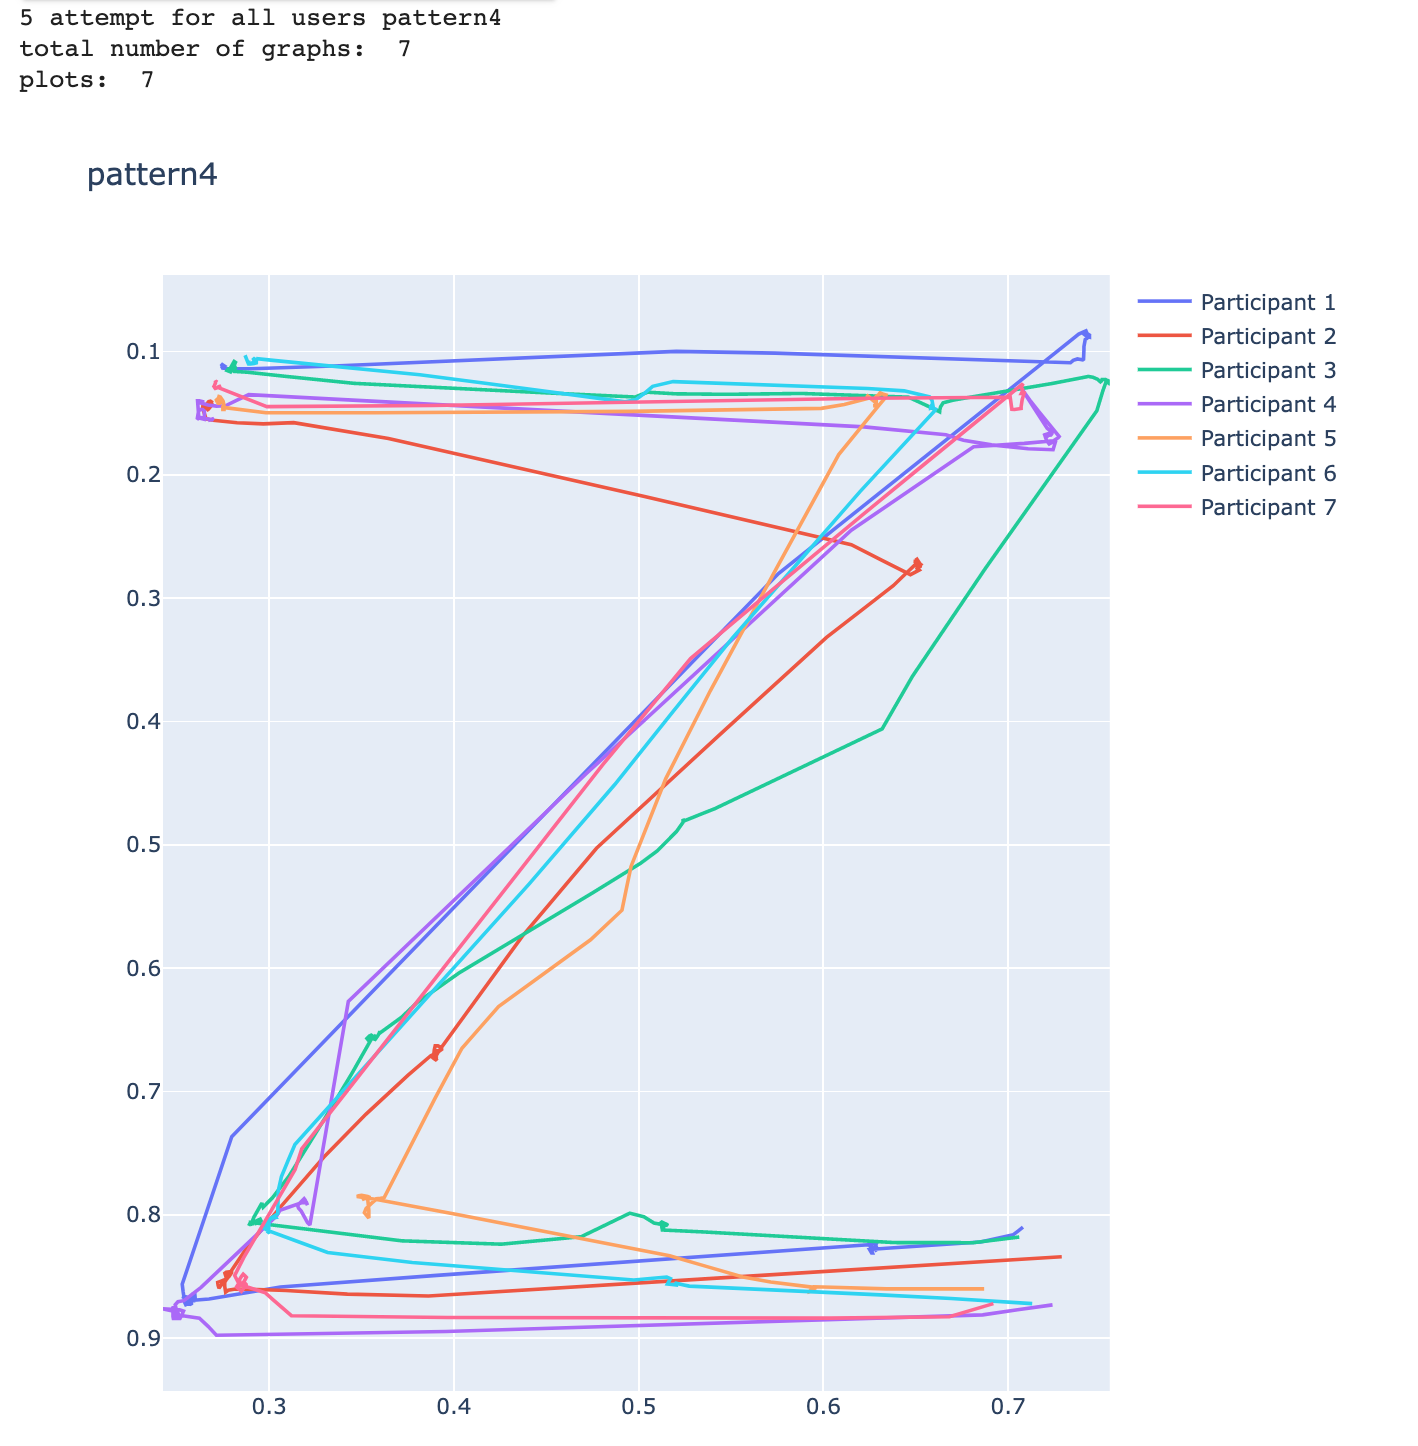 5 attempt for all users pattern4
total number of graphs:  7
plots:  7
pattern4
Participant 1
Participant 2
Participant 3
Participant 4
Participant 5
Participant 6
Participant 7
0.1
0.2
0.3
0.4
0.5
0.6
0.7
0.8
0.9
0.3 0.4 0.5 0.6 0.7